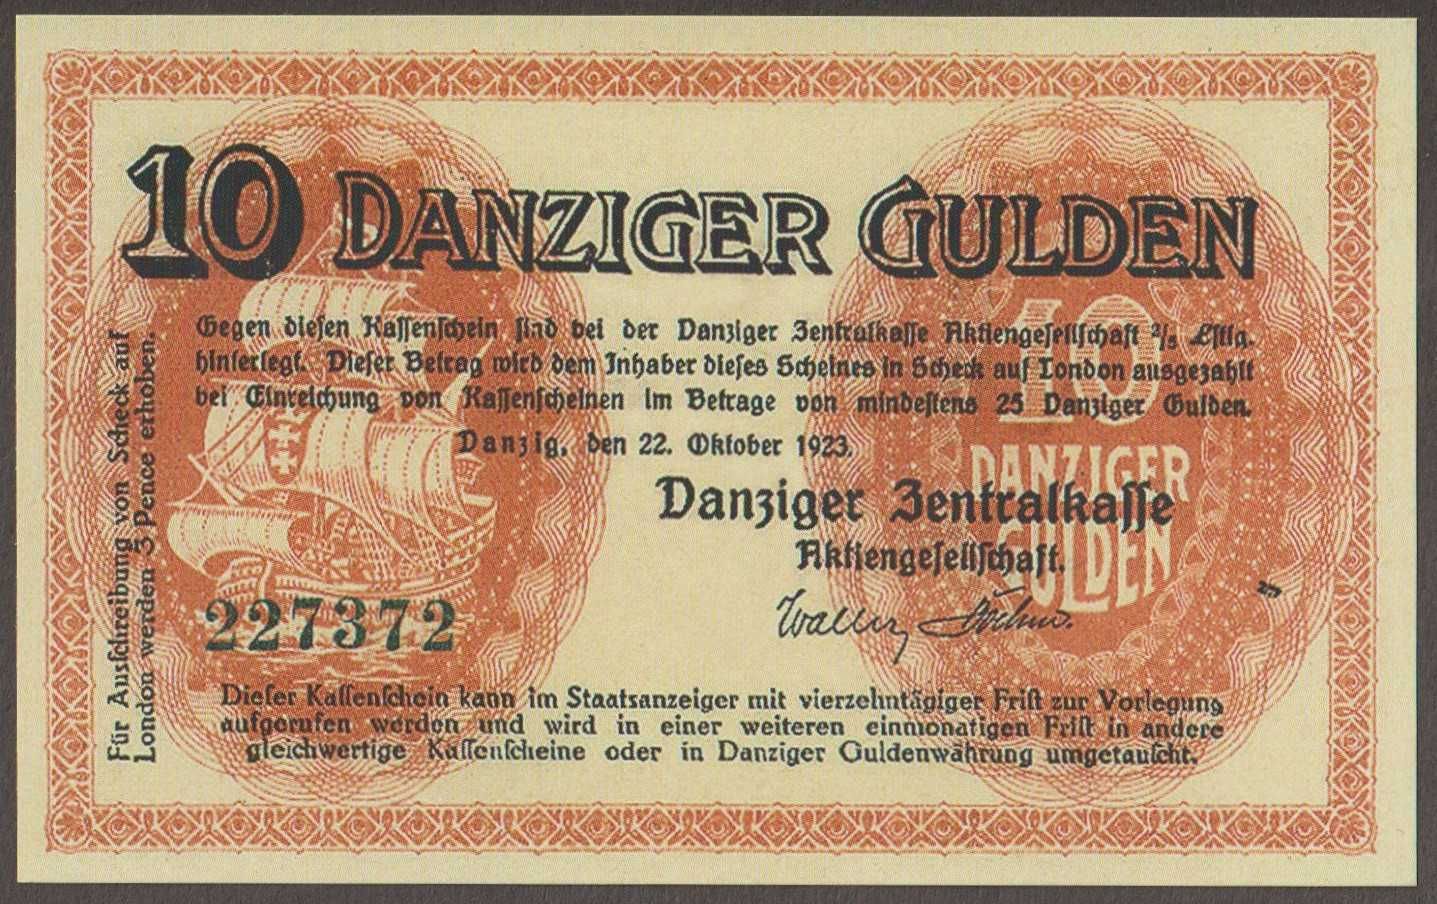 10 DANZIGER GULDEN
Gegen diesen Kassenschein sind bei der Danziger Zentralkasse Aktiengesellschaft 2/5 £stlg.
hinterlegt. Dieser Betrag wird dem Inhaber dieses Scheines in Scheck auf London ausgezahlt
bei Einreichung von Kassenscheinen im Betrage von mindestens 25 Danziger Gulden.
Danzig, den 22. Oktober 1923.
Danziger Zentralkasse
Aktiengesellschaft.
10
DANZIGER
GULDEN
227372
Dieser Kassenschein kann im Staatsanzeiger mit vierzehntägiger Frist zur Vorlegung
aufgerufen werden und wird in einer weiteren einmonatigen Frist in andere
gleichwertige Kassenscheine oder in Danziger Guldenwährung umgetauscht.
Für Ausschreibung von Scheck auf
London werden 3 Pence erhoben.